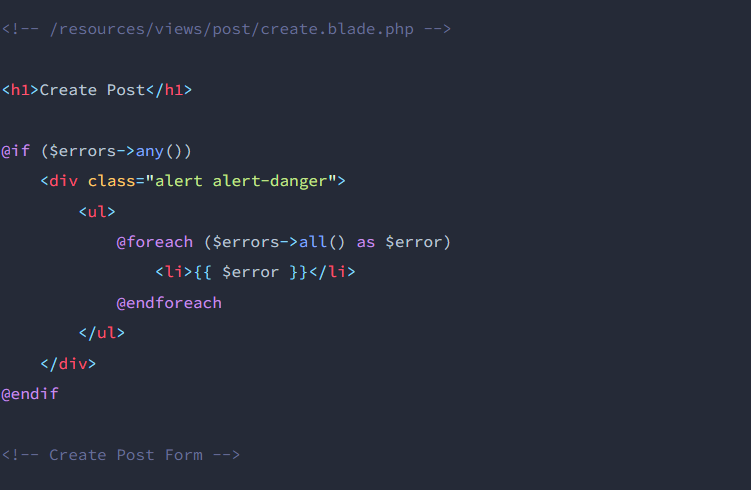 <!-- /resources/views/post/create.blade.php -->
<h1>Create Post</h1>
@if ($errors->any())
<div class="alert alert-danger">
<ul>
@foreach ($errors->all() as $error)
<li>{{ $error }}</li>
@endforeach
</ul>
</div>
@endif
<!-- Create Post Form -->